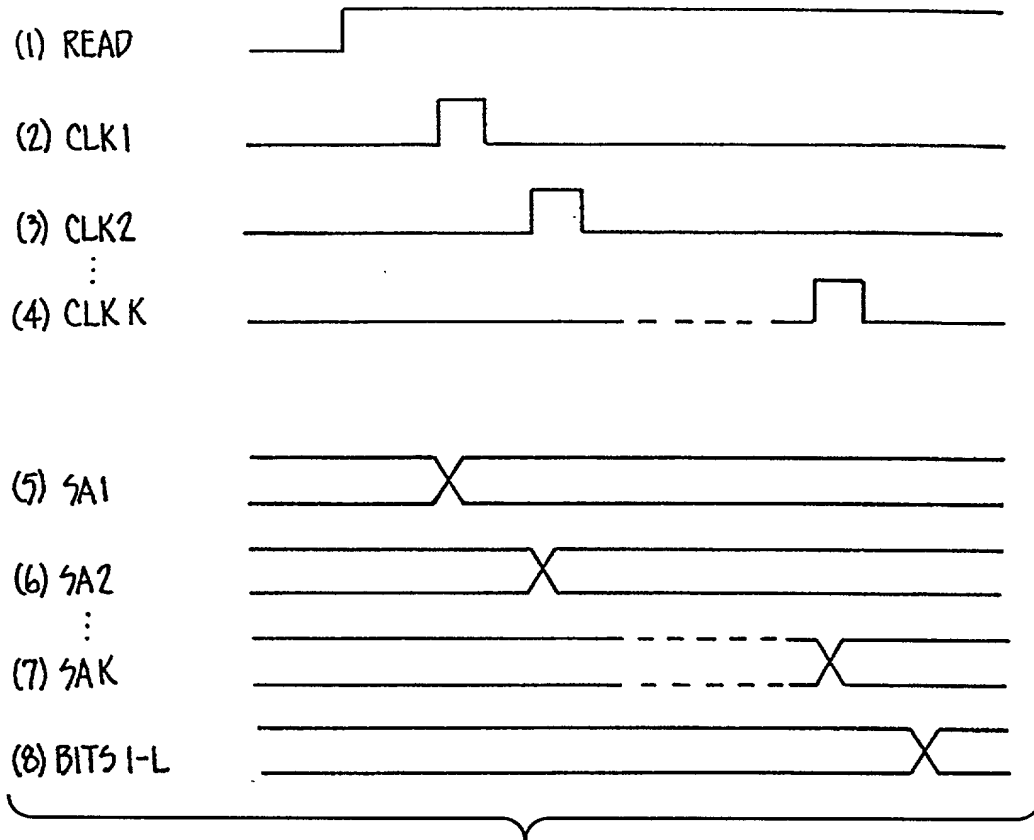 (1) READ
(2) CLK1
(3) CLK2
⋮
(4) CLK K
(5) SA1
(6) SA2
⋮
(7) SAK
(8) BITS 1-L